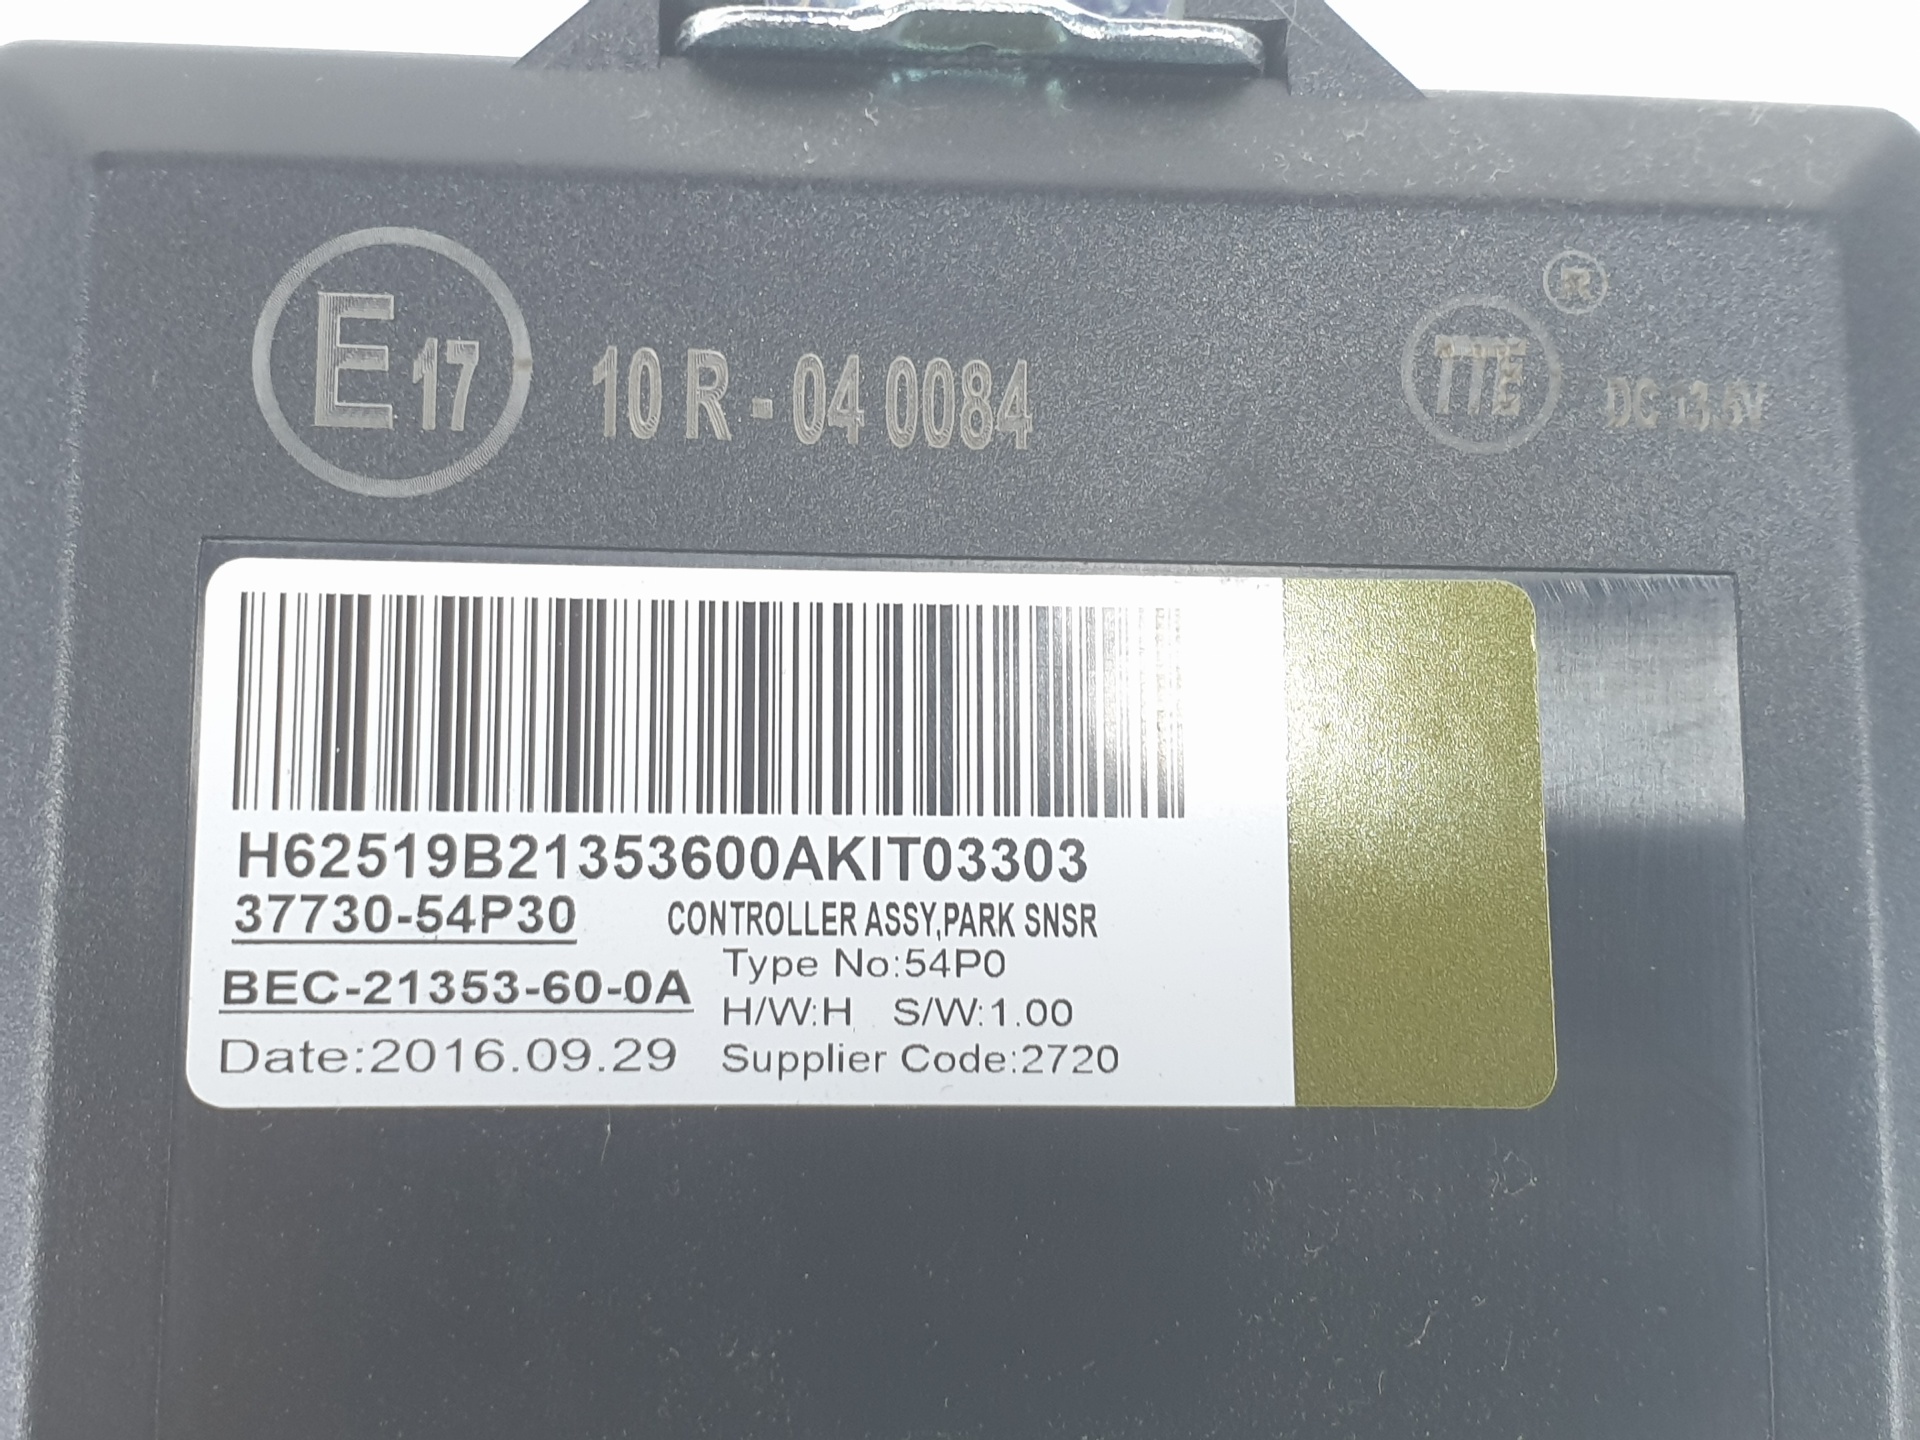 E17
10 R - 04 0084
TTE ®
DC 13.5V
H62519B21353600AKIT03303
37730-54P30
CONTROLLER ASSY,PARK SNSR
Type No:54P0
BEC-21353-60-0A
H/W:H S/W:1.00
Date:2016.09.29
Supplier Code:2720